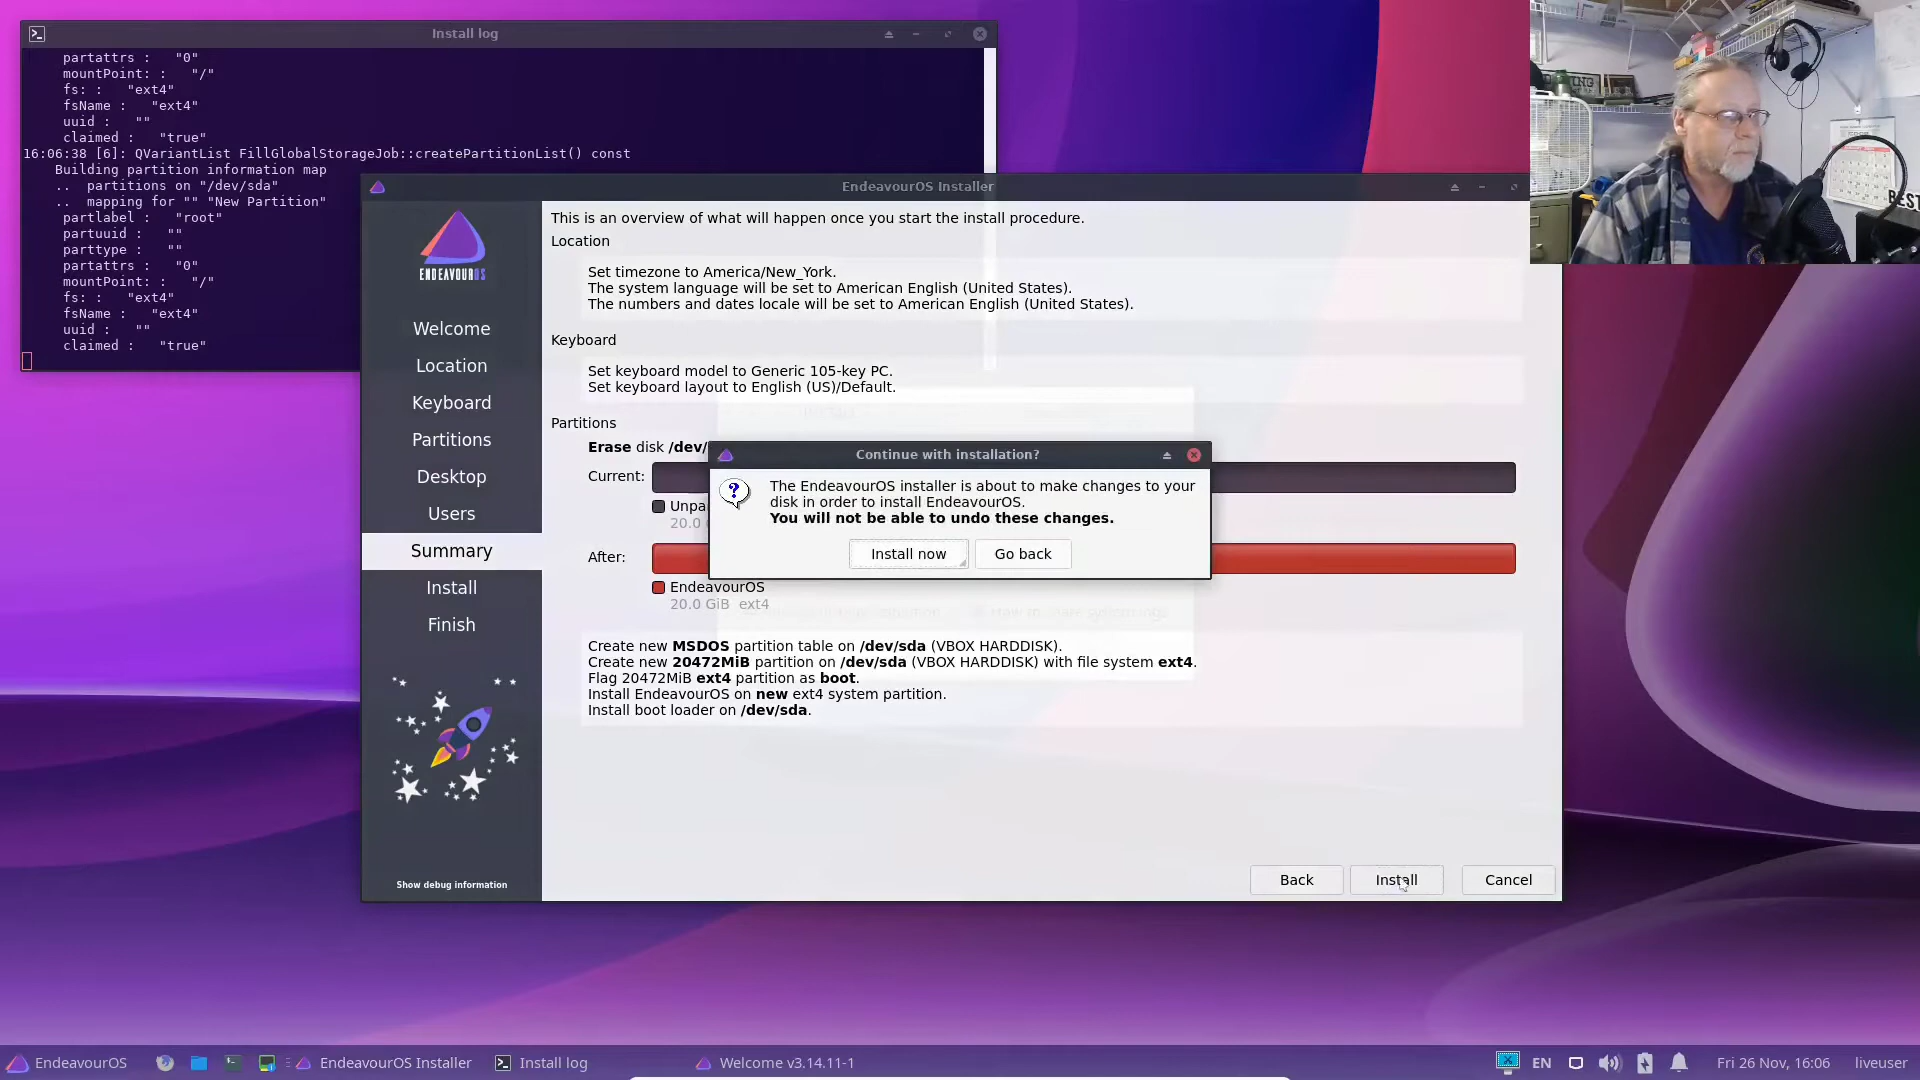 Install log
partattrs :   "0"
mountPoint: :   "/"
fs: :   "ext4"
fsName :   "ext4"
uuid :   ""
claimed :   "true"
16:06:38 [6]: QVariantList FillGlobalStorageJob::createPartitionList() const
Building partition information map
..  partitions on "/dev/sda"
..  mapping for "" "New Partition"
partlabel :   "root"
partuuid :   ""
parttype :   ""
partattrs :   "0"
mountPoint: :   "/"
fs: :   "ext4"
fsName :   "ext4"
uuid :   ""
claimed :   "true"
EndeavourOS Installer
ENDEAVOUROS
Welcome
Location
Keyboard
Partitions
Desktop
Users
Summary
Install
Finish
Show debug information
This is an overview of what will happen once you start the install procedure.
Location
Set timezone to America/New_York.
The system language will be set to American English (United States).
The numbers and dates locale will be set to American English (United States).
Keyboard
Set keyboard model to Generic 105-key PC.
Set keyboard layout to English (US)/Default.
Partitions
Erase disk /dev/
Current:
Unpa
20.0
After:
EndeavourOS
20.0 GiB  ext4
Continue with installation?
The EndeavourOS installer is about to make changes to your
disk in order to install EndeavourOS.
You will not be able to undo these changes.
Install now
Go back
Create new MSDOS partition table on /dev/sda (VBOX HARDDISK).
Create new 20472MiB partition on /dev/sda (VBOX HARDDISK) with file system ext4.
Flag 20472MiB ext4 partition as boot.
Install EndeavourOS on new ext4 system partition.
Install boot loader on /dev/sda.
Back
Install
Cancel
BEST
EndeavourOS
EndeavourOS Installer
Install log
Welcome v3.14.11-1
EN
Fri 26 Nov, 16:06
liveuser